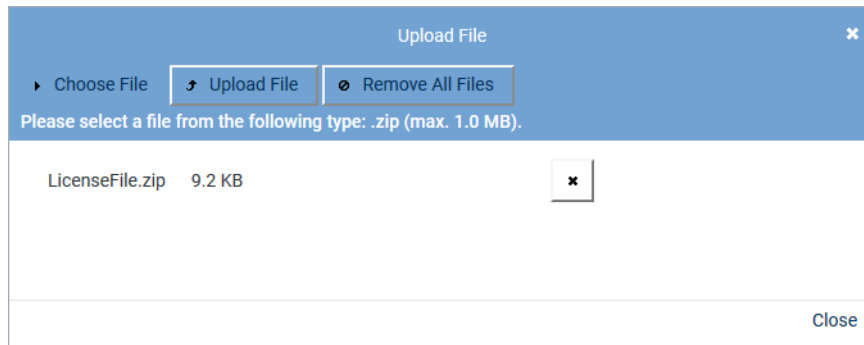 Upload File
Choose File Upload File Remove All Files
Please select a file from the following type: .zip (max. 1.0 MB).
LicenseFile.zip 9.2 KB
Close